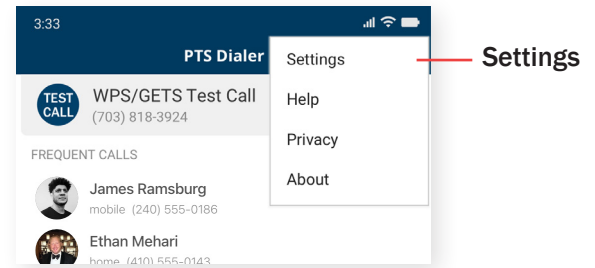 3:33
PTS Dialer
Settings
Help
Privacy
About
Settings
TEST
CALL
WPS/GETS Test Call
(703) 818-3924
FREQUENT CALLS
James Ramsburg
mobile (240) 555-0186
Ethan Mehari
home (410) 555-0143